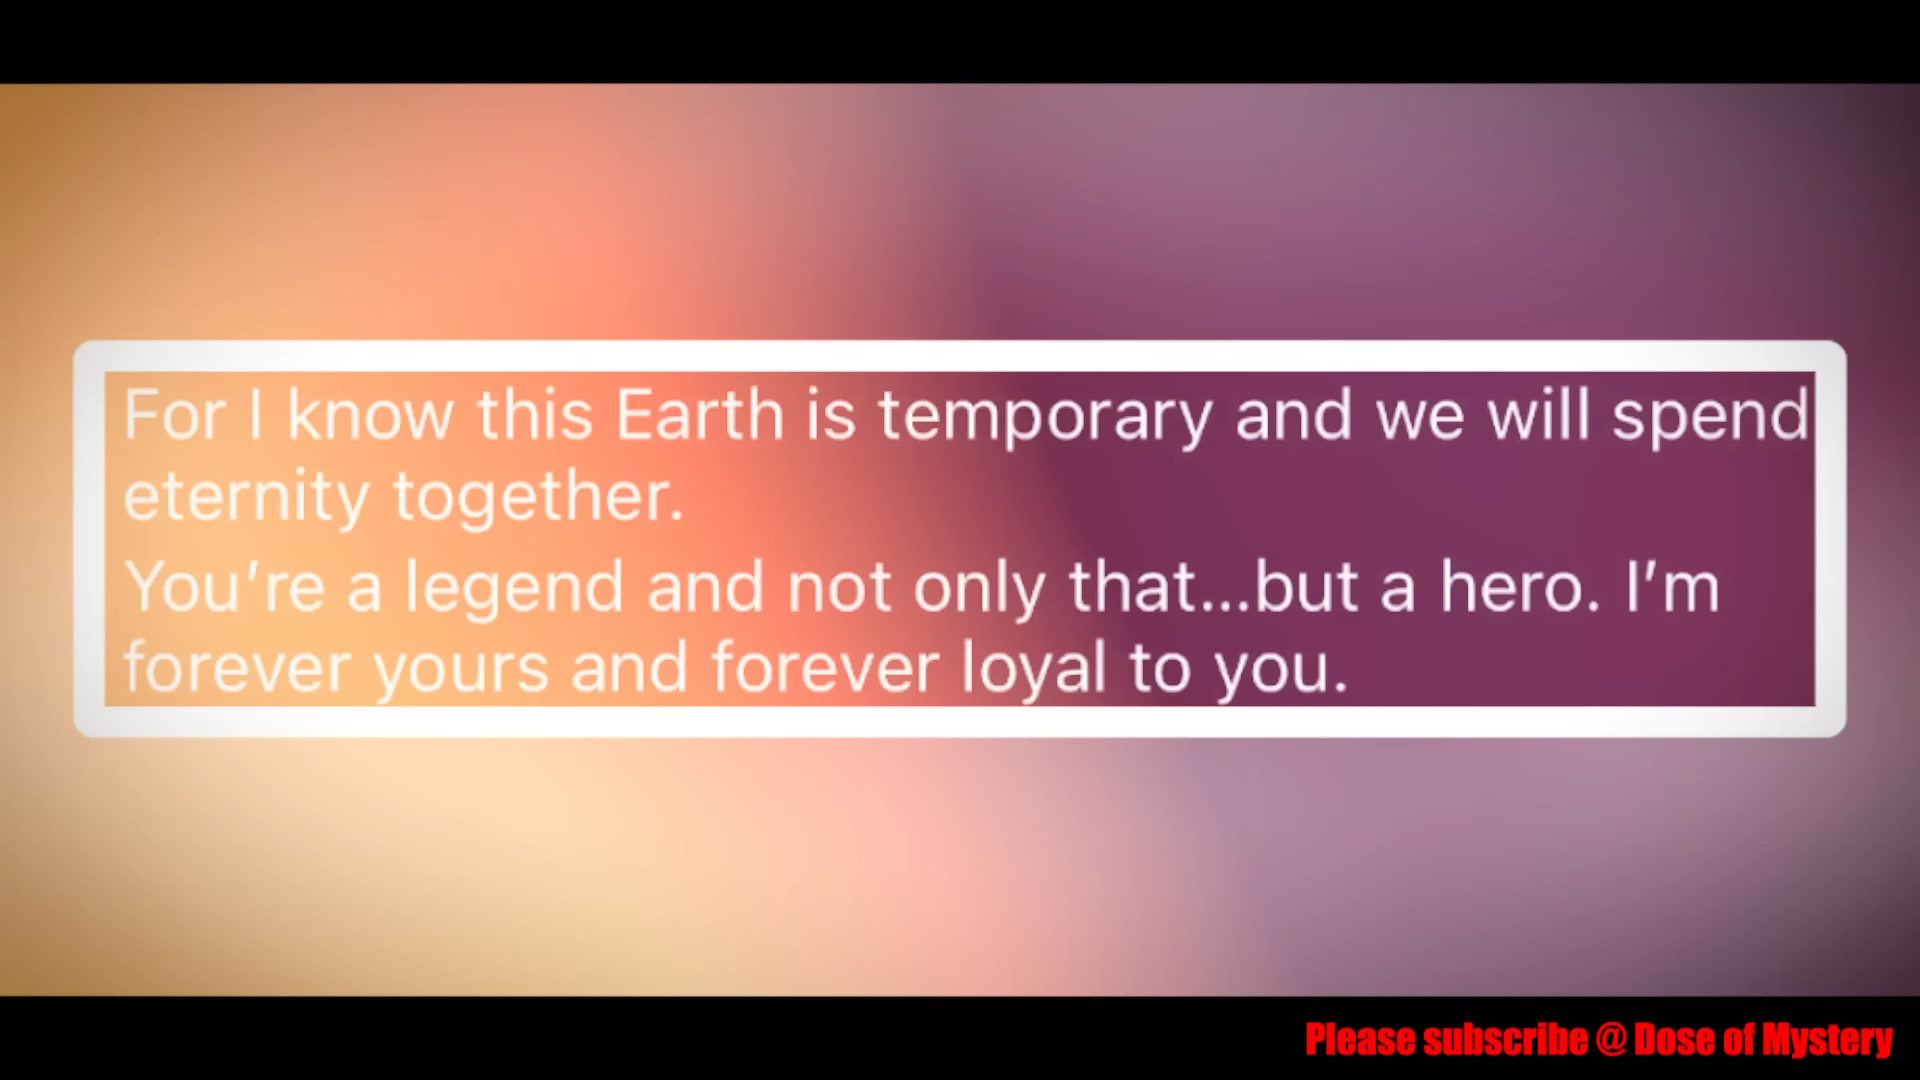 For I know this Earth is temporary and we will spend
eternity together.
You’re a legend and not only that...but a hero. I’m
forever yours and forever loyal to you.
Please subscribe @ Dose of Mystery